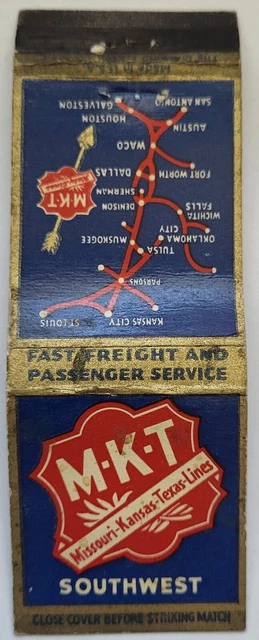 MADE IN U.S.A.
SAN ANTONIO
GALVESTON
HOUSTON
AUSTIN
WACO
FORT WORTH
DALLAS
SHERMAN
DENISON
WICHITA
FALLS
OKLAHOMA
CITY
MUSKOGEE
TULSA
PARSONS
KANSAS CITY
ST LOUIS
M-K-T
FAST FREIGHT AND
PASSENGER SERVICE
M-K-T
Missouri-Kansas-Texas-Lines
SOUTHWEST
CLOSE COVER BEFORE STRIKING MATCH